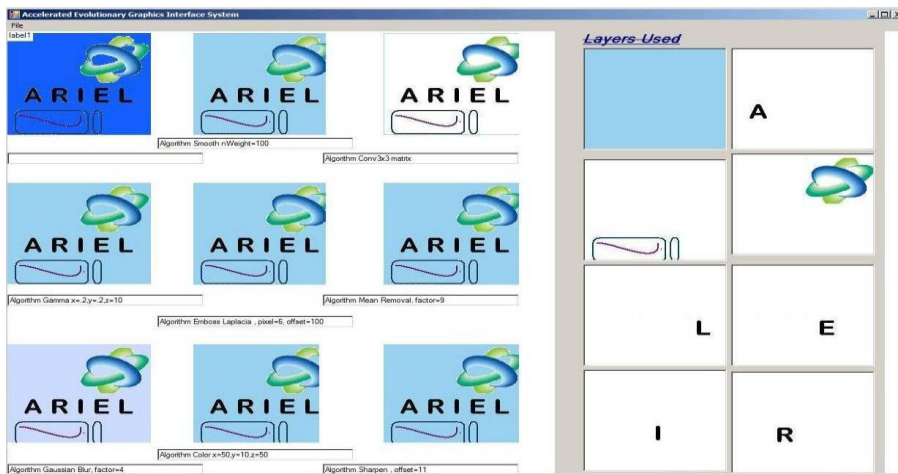 Accelerated Evolutionary Graphics Interface System
File
label1
Layers Used
ARIEL
ARIEL
ARIEL
Algorithm Smooth nWeight=100
Algorithm Conv3x3 matrix
ARIEL
ARIEL
ARIEL
Algorithm Gamma x=.2,y=.2,z=10
Algorithm Mean Removal, factor=9
Algorithm Emboss Laplacia , pixel=6, offset=100
ARIEL
ARIEL
ARIEL
Algorithm Color x=50,y=10,z=50
Algorithm Gaussian Blur, factor=4
Algorithm Sharpen , offset=11
A
L
E
I
R